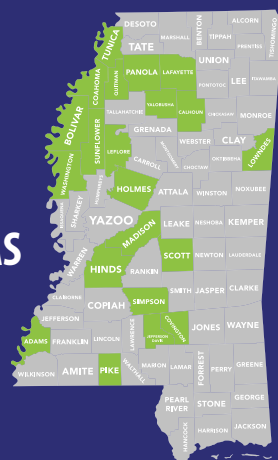 DESOTO
MARSHALL
BENTON
TIPPAH
ALCORN
TISHOMINGO
PRENTISS
TUNICA
TATE
UNION
COAHOMA
QUITMAN
PANOLA
LAFAYETTE
PONTOTOC
LEE
ITAWAMBA
BOLIVAR
TALLAHATCHIE
YALOBUSHA
CALHOUN
CHICKASAW
MONROE
SUNFLOWER
GRENADA
WEBSTER
CLAY
LOWNDES
WASHINGTON
LEFLORE
CARROLL
MONTGOMERY
CHOCTAW
OKTIBBEHA
HUMPHREYS
HOLMES
ATTALA
WINSTON
NOXUBEE
SHARKEY
ISSAQUENA
YAZOO
MADISON
LEAKE
NESHOBA
KEMPER
AS
WARREN
HINDS
RANKIN
SCOTT
NEWTON
LAUDERDALE
CLAIBORNE
COPIAH
SIMPSON
SMITH
JASPER
CLARKE
JEFFERSON
ADAMS
FRANKLIN
LINCOLN
LAWRENCE
JEFFERSON
DAVIS
COVINGTON
JONES
WAYNE
WILKINSON
AMITE
PIKE
WALTHALL
MARION
LAMAR
FORREST
PERRY
GREENE
PEARL
RIVER
STONE
GEORGE
HANCOCK
HARRISON
JACKSON